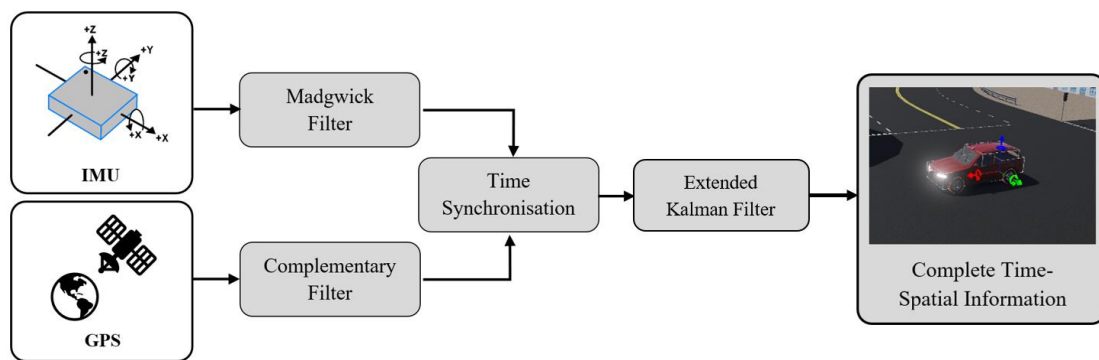 +Z
+Z
+Y
+Y
+X
+X
IMU
Madgwick
Filter
GPS
Complementary
Filter
Time
Synchronisation
Extended
Kalman Filter
Complete Time-
Spatial Information